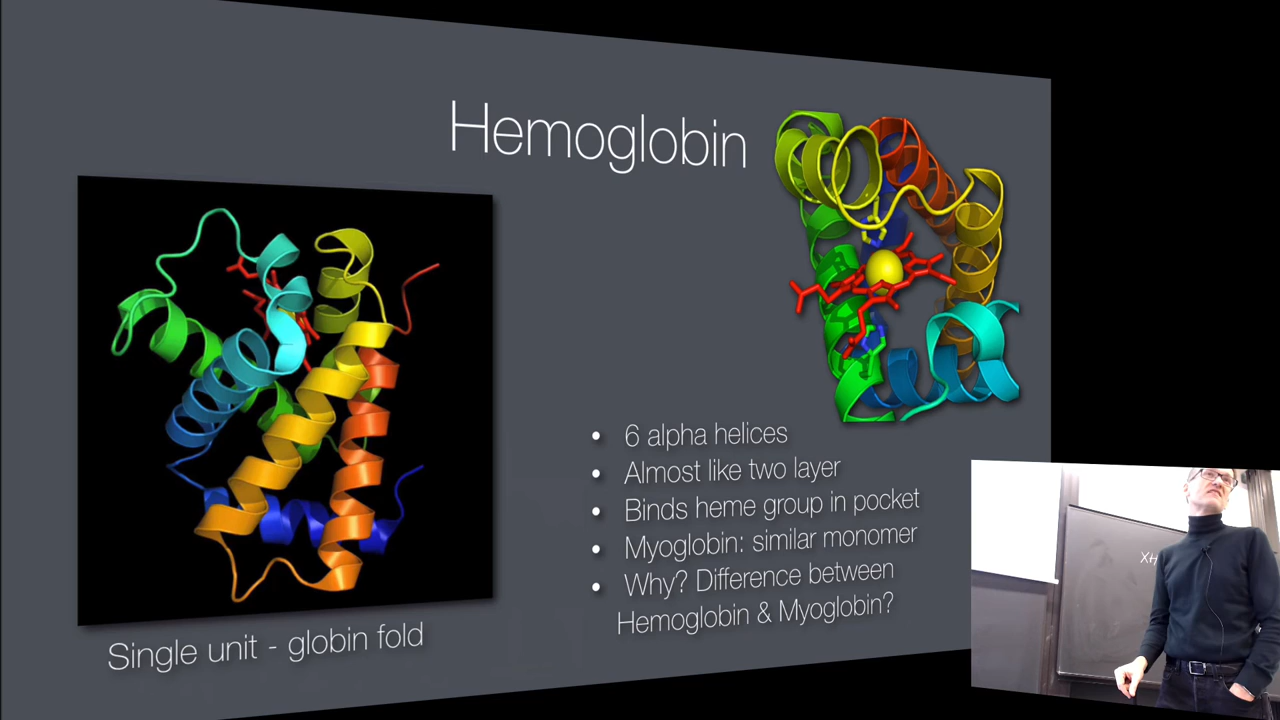 Hemoglobin
Single unit - globin fold
• 6 alpha helices
• Almost like two layer
• Binds heme group in pocket
• Myoglobin: similar monomer
• Why? Difference between
Hemoglobin & Myoglobin?
XH